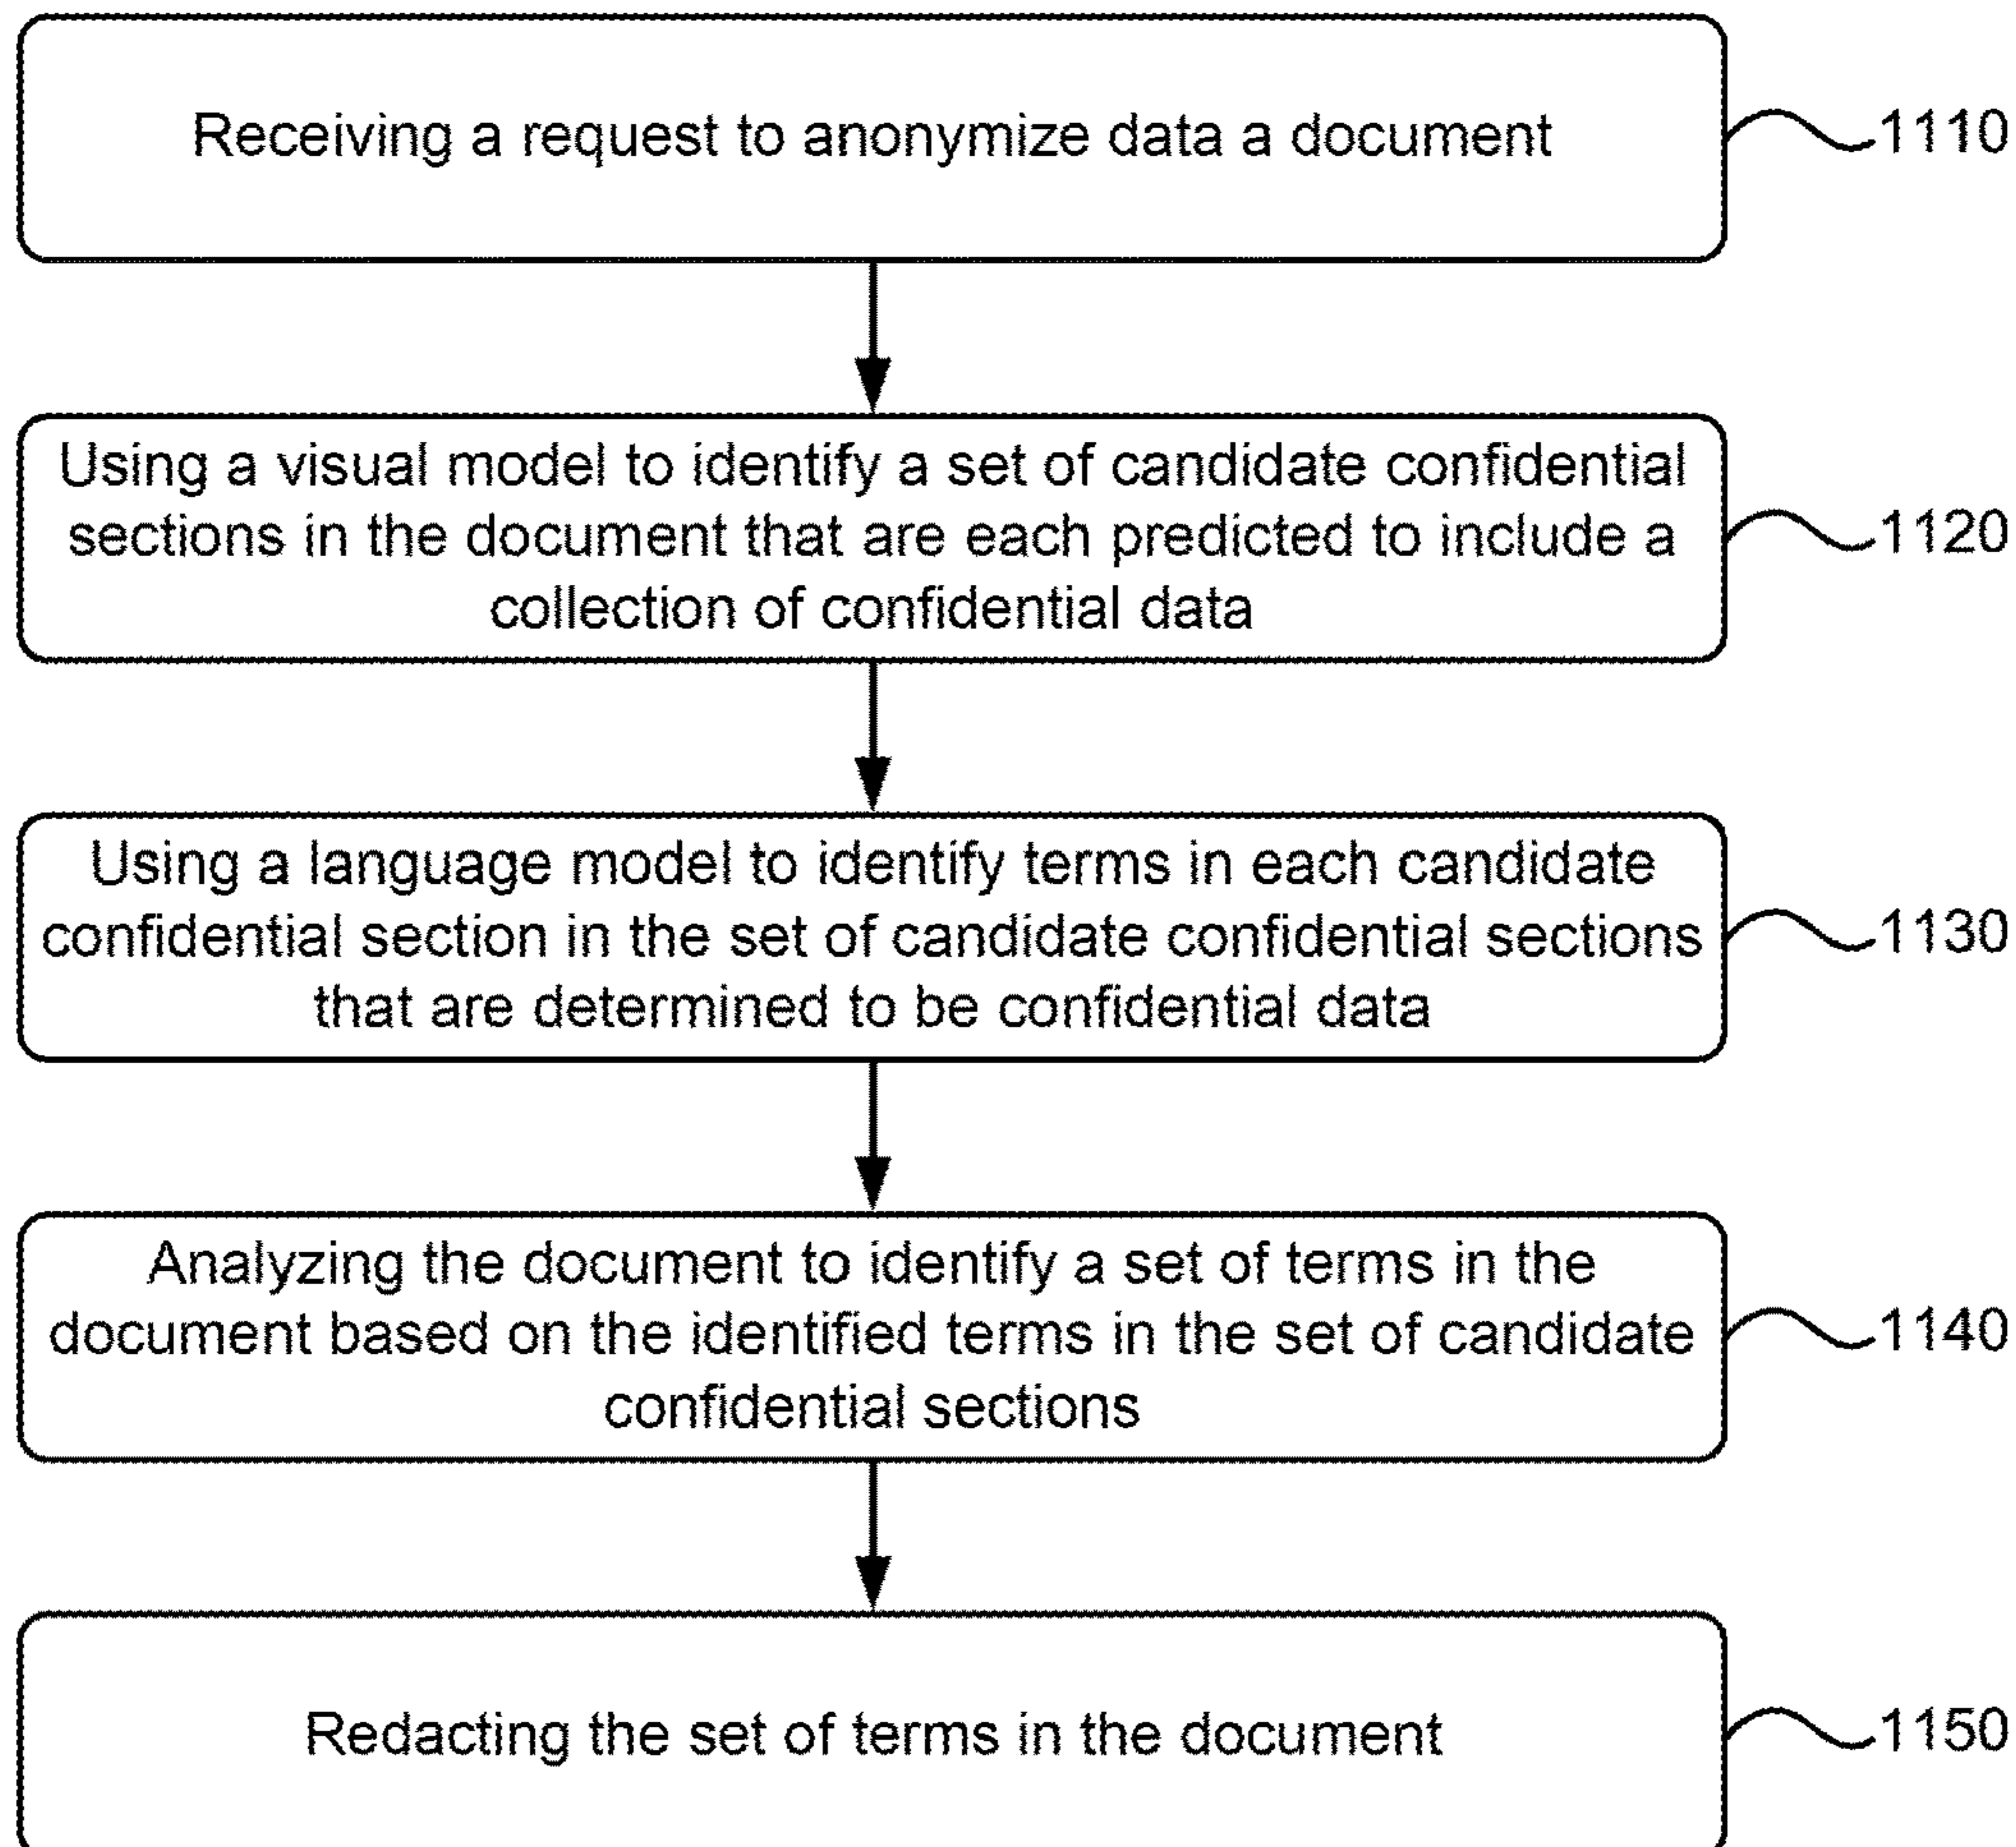 Receiving a request to anonymize data a document
1110
Using a visual model to identify a set of candidate confidential
sections in the document that are each predicted to include a
collection of confidential data
1120
Using a language model to identify terms in each candidate
confidential section in the set of candidate confidential sections
that are determined to be confidential data
1130
Analyzing the document to identify a set of terms in the
document based on the identified terms in the set of candidate
confidential sections
1140
Redacting the set of terms in the document
1150